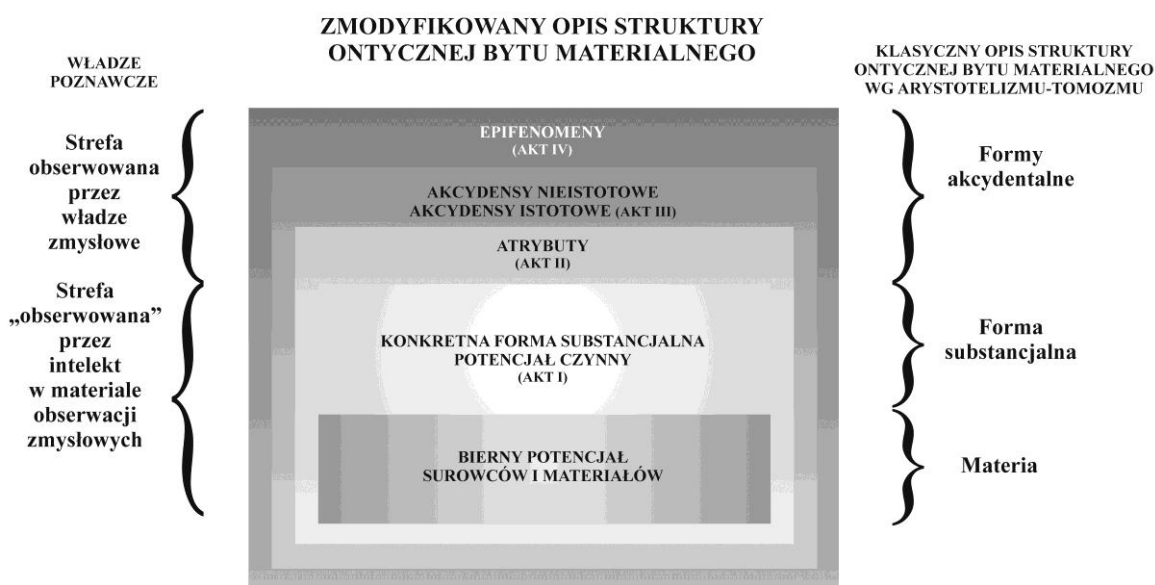 ZMODYFIKOWANY OPIS STRUKTURY
ONTYCZNEJ BYTU MATERIALNEGO
WŁADZE
POZNAWCZE
Strefa
obserwowana
przez
władze
zmysłowe
Strefa
„obserwowana”
przez
intelekt
w materiale
obserwacji
zmysłowych
EPIFENOMENY
(AKT IV)
AKCYDENSY NIEISTOTOWE
AKCYDENSY ISTOTOWE (AKT III)
ATRYBUTY
(AKT II)
KONKRETNA FORMA SUBSTANCJALNA
POTENCJAŁ CZYNNY
(AKT I)
BIERNY POTENCJAŁ
SUROWCÓW I MATERIAŁÓW
KLASYCZNY OPIS STRUKTURY
ONTYCZNEJ BYTU MATERIALNEGO
WG ARYSTOTELIZMU-TOMOZMU
Formy
akcydentalne
Forma
substancjalna
Materia